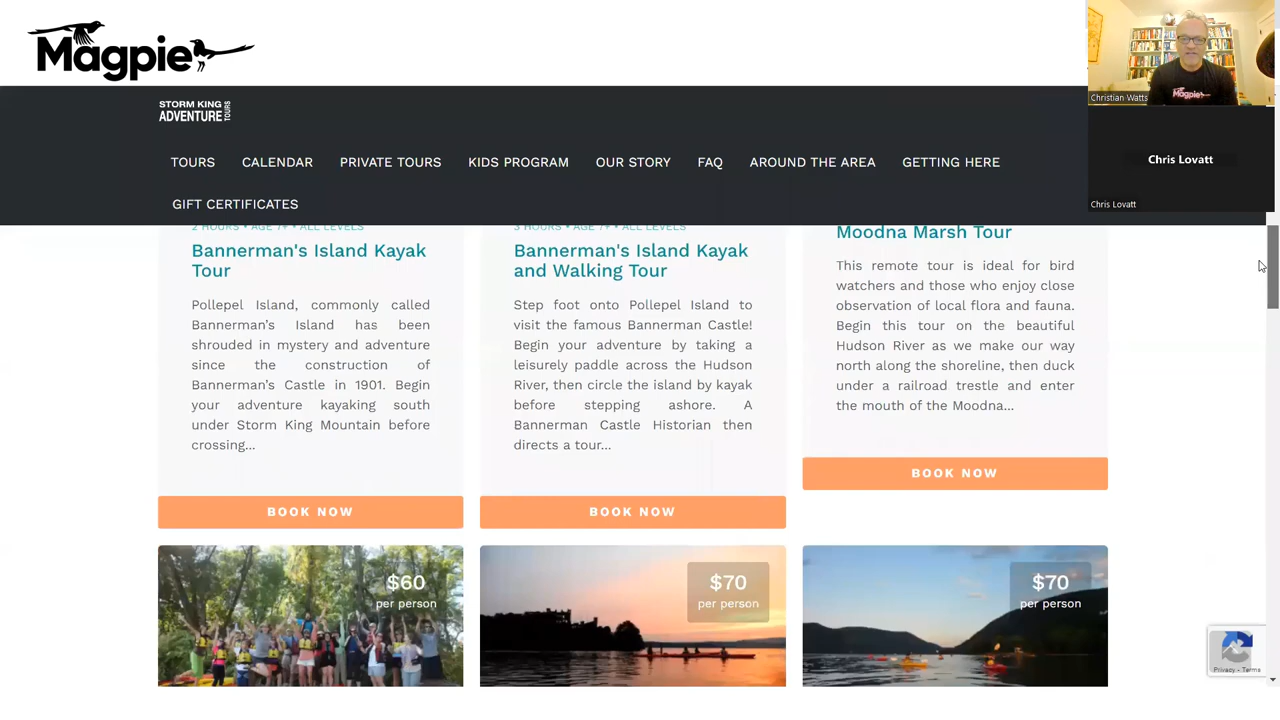 Magpie
Christian Watts
Magpie
STORM KING
ADVENTURE TOURS
Chris Lovatt
Chris Lovatt
TOURS
CALENDAR
PRIVATE TOURS
KIDS PROGRAM
OUR STORY
FAQ
AROUND THE AREA
GETTING HERE
GIFT CERTIFICATES
2 HOURS • AGE 7+ • ALL LEVELS
Bannerman's Island Kayak
Tour
Pollepel Island, commonly called
Bannerman's Island has been
shrouded in mystery and adventure
since the construction of
Bannerman's Castle in 1901. Begin
your adventure kayaking south
under Storm King Mountain before
crossing...
BOOK NOW
3 HOURS • AGE 7+ • ALL LEVELS
Bannerman's Island Kayak
and Walking Tour
Step foot onto Pollepel Island to
visit the famous Bannerman Castle!
Begin your adventure by taking a
leisurely paddle across the Hudson
River, then circle the island by kayak
before stepping ashore. A
Bannerman Castle Historian then
directs a tour...
BOOK NOW
Moodna Marsh Tour
This remote tour is ideal for bird
watchers and those who enjoy close
observation of local flora and fauna.
Begin this tour on the beautiful
Hudson River as we make our way
north along the shoreline, then duck
under a railroad trestle and enter
the mouth of the Moodna...
BOOK NOW
$60
per person
$70
per person
$70
per person
Privacy - Terms